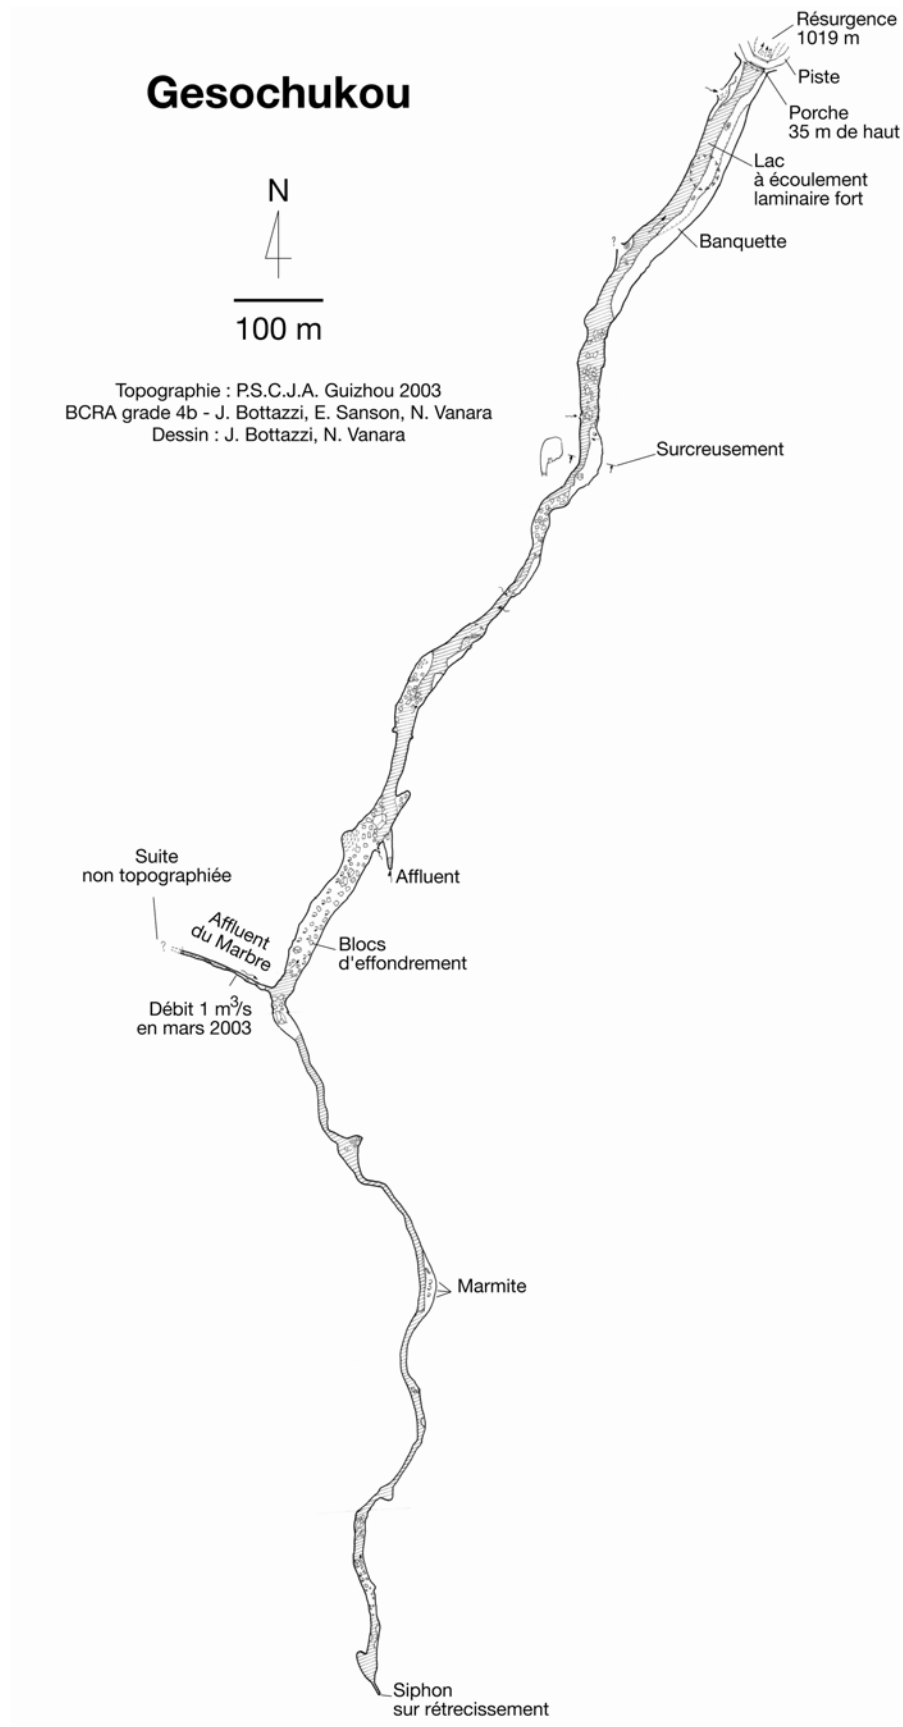 Résurgence
1019 m
Gesochukou
Piste
Porche
35 m de haut
Lac
à écoulement
laminaire fort
N
?
Banquette
100 m
Topographie : P.S.C.J.A. Guizhou 2003
BCRA grade 4b - J. Bottazzi, E. Sanson, N. Vanara
Dessin : J. Bottazzi, N. Vanara
Surcreusement
Suite
non topographiée
Affluent
Affluent
du Marbre
?
Blocs
d'effondrement
Débit 1 m3/s
en mars 2003
Marmite
Siphon
sur rétrecissement